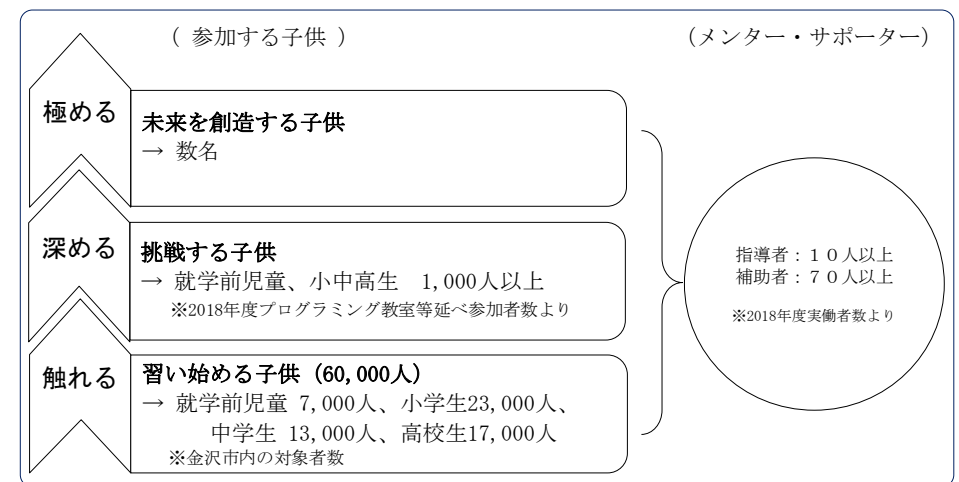 （ 参加する子供 ）
（メンター・サポーター）
極める
未来を創造する子供
→ 数名
深める
挑戦する子供
→ 就学前児童、小中高生　1,000人以上
※2018年度プログラミング教室等延べ参加者数より
触れる
習い始める子供（60,000人）
→ 就学前児童 7,000人、小学生23,000人、
中学生 13,000人、高校生17,000人
※金沢市内の対象者数
指導者：１０人以上
補助者：７０人以上
※2018年度実働者数より